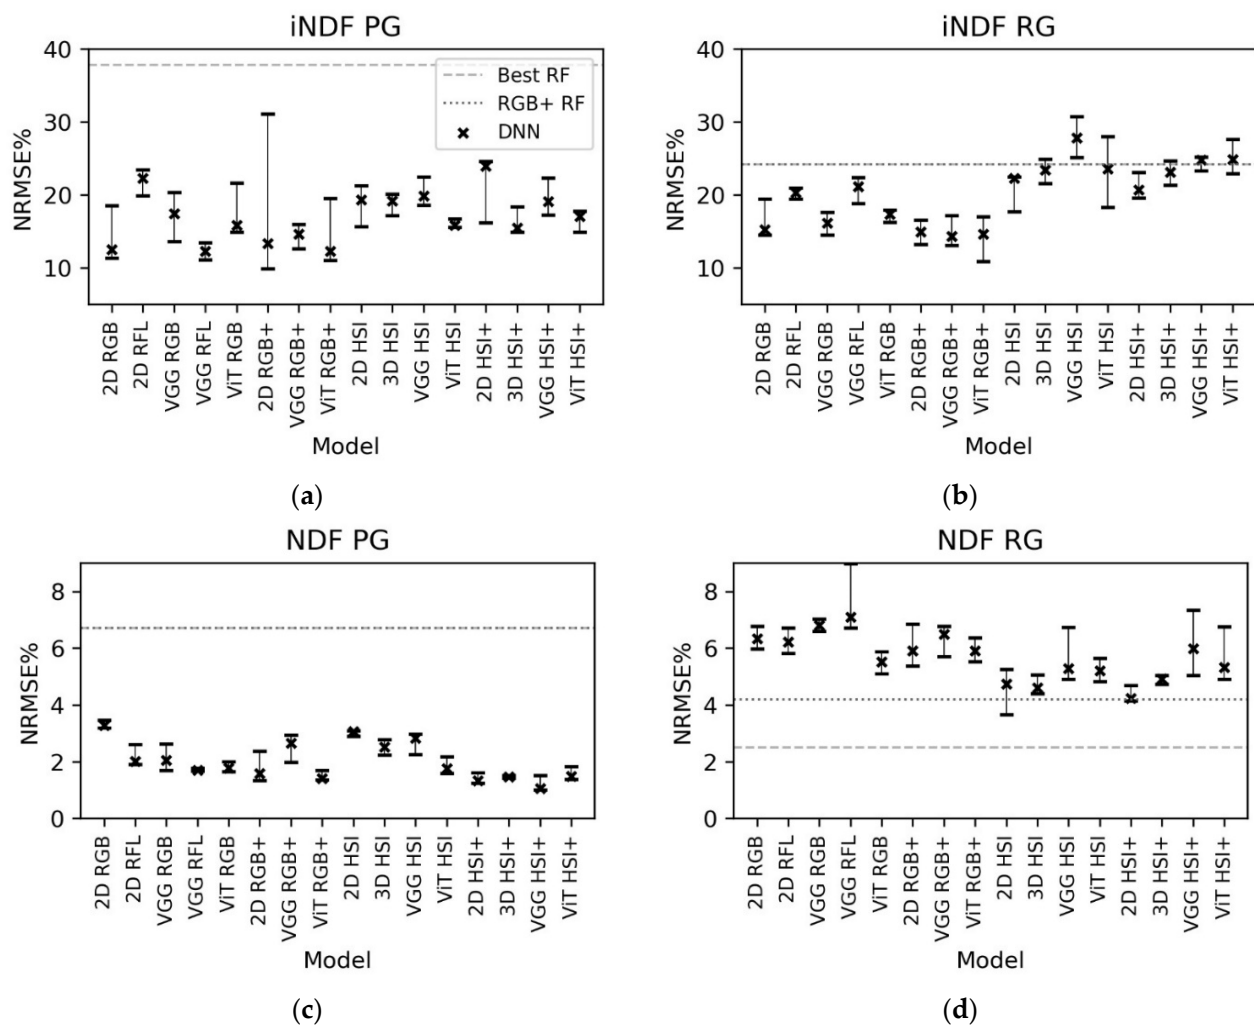 iNDF PG
NRMSE%
40
30
20
10
Best RF
RGB+ RF
DNN
2D RGB
2D RFL
VGG RGB
VGG RFL
ViT RGB
2D RGB+
VGG RGB+
ViT RGB+
2D HSI
3D HSI
VGG HSI
ViT HSI
2D HSI+
3D HSI+
VGG HSI+
ViT HSI+
Model
(a)
iNDF RG
NRMSE%
40
30
20
10
2D RGB
2D RFL
VGG RGB
VGG RFL
ViT RGB
2D RGB+
VGG RGB+
ViT RGB+
2D HSI
3D HSI
VGG HSI
ViT HSI
2D HSI+
3D HSI+
VGG HSI+
ViT HSI+
Model
(b)
NDF PG
NRMSE%
8
6
4
2
0
2D RGB
2D RFL
VGG RGB
VGG RFL
ViT RGB
2D RGB+
VGG RGB+
ViT RGB+
2D HSI
3D HSI
VGG HSI
ViT HSI
2D HSI+
3D HSI+
VGG HSI+
ViT HSI+
Model
(c)
NDF RG
NRMSE%
8
6
4
2
0
2D RGB
2D RFL
VGG RGB
VGG RFL
ViT RGB
2D RGB+
VGG RGB+
ViT RGB+
2D HSI
3D HSI
VGG HSI
ViT HSI
2D HSI+
3D HSI+
VGG HSI+
ViT HSI+
Model
(d)